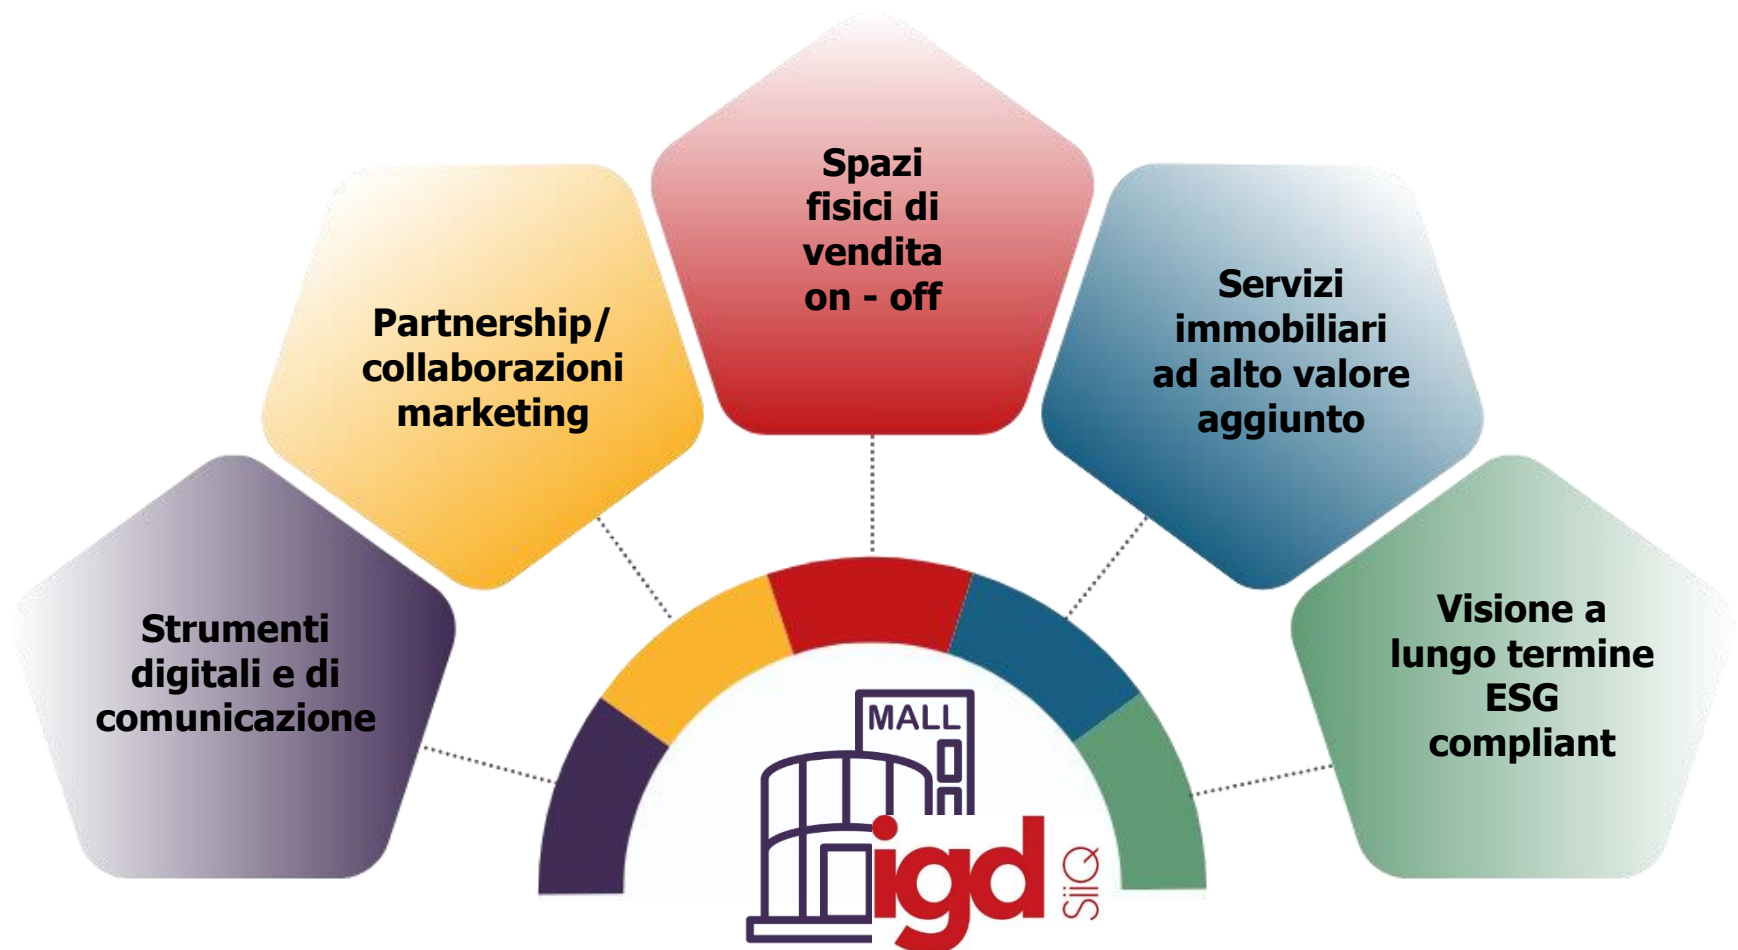 Spazi
fisici di
vendita
on - off
Partnership/
collaborazioni
marketing
Servizi
immobiliari
ad alto valore
aggiunto
Strumenti
digitali e di
comunicazione
Visione a
lungo termine
ESG
compliant
MALL
igd
SiiQ